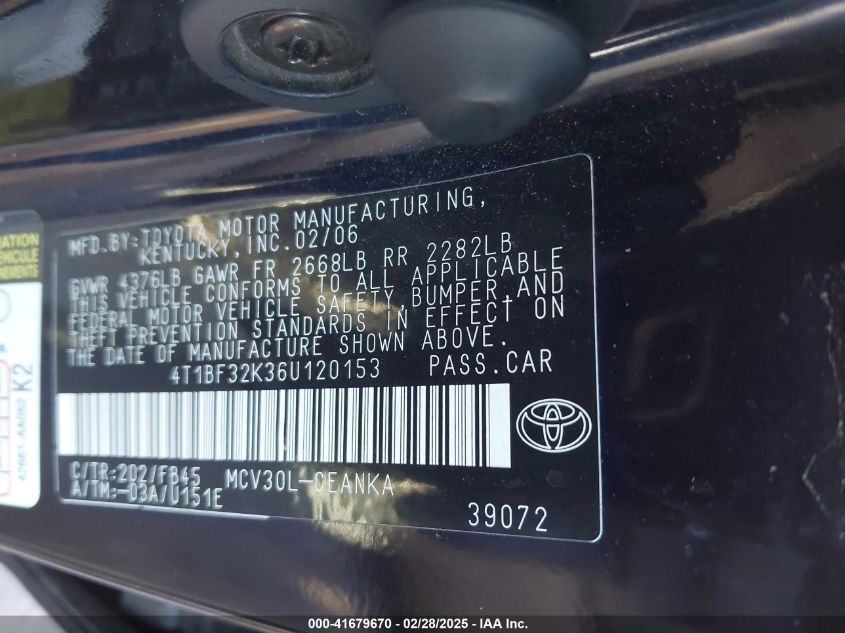 MFD.BY:TOYOTA MOTOR MANUFACTURING,
KENTUCKY,INC.02/06
GVWR 4376LB GAWR FR 2668LB RR 2282LB
THIS VEHICLE CONFORMS TO ALL APPLICABLE
FEDERAL MOTOR VEHICLE SAFETY,BUMPER,AND
THEFT PREVENTION STANDARDS IN EFFECT ON
THE DATE OF MANUFACTURE SHOWN ABOVE.
4T1BF32K36U120153 PASS.CAR
C/TR:202/FB45 MCV30L-CEANKA
A/TM:-03A/U151E
39072
VEHICLE
K2
000-41679670 - 02/28/2025 - IAA Inc.